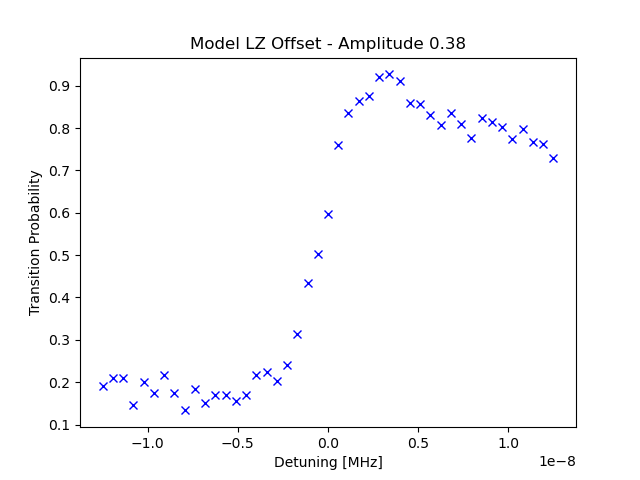 Model LZ Offset - Amplitude 0.38
Transition Probability
0.9
0.8
0.7
0.6
0.5
0.4
0.3
0.2
0.1
−1.0 −0.5 0.0 0.5 1.0
Detuning [MHz]
1e−8